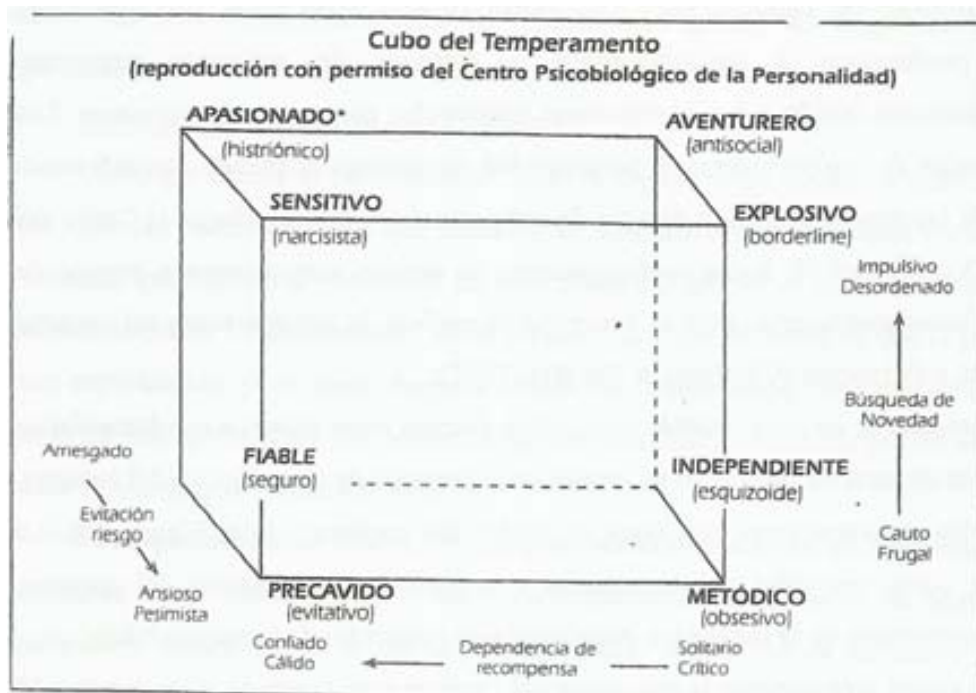 Cubo del Temperamento
(reproducción con permiso del Centro Psicobiológico de la Personalidad)
APASIONADO*
(histriónico)
AVENTURERO
(antisocial)
SENSITIVO
(narcisista)
EXPLOSIVO
(borderline)
Impulsivo
Desordenado
Búsqueda de
Novedad
Cauto
Frugal
Arriesgado
Evitación
riesgo
Ansioso
Pesimista
FIABLE
(seguro)
INDEPENDIENTE
(esquizoide)
PRECAVIDO
(evitativo)
METÓDICO
(obsesivo)
Confiado
Cálido
Dependencia de
recompensa
Solitario
Crítico